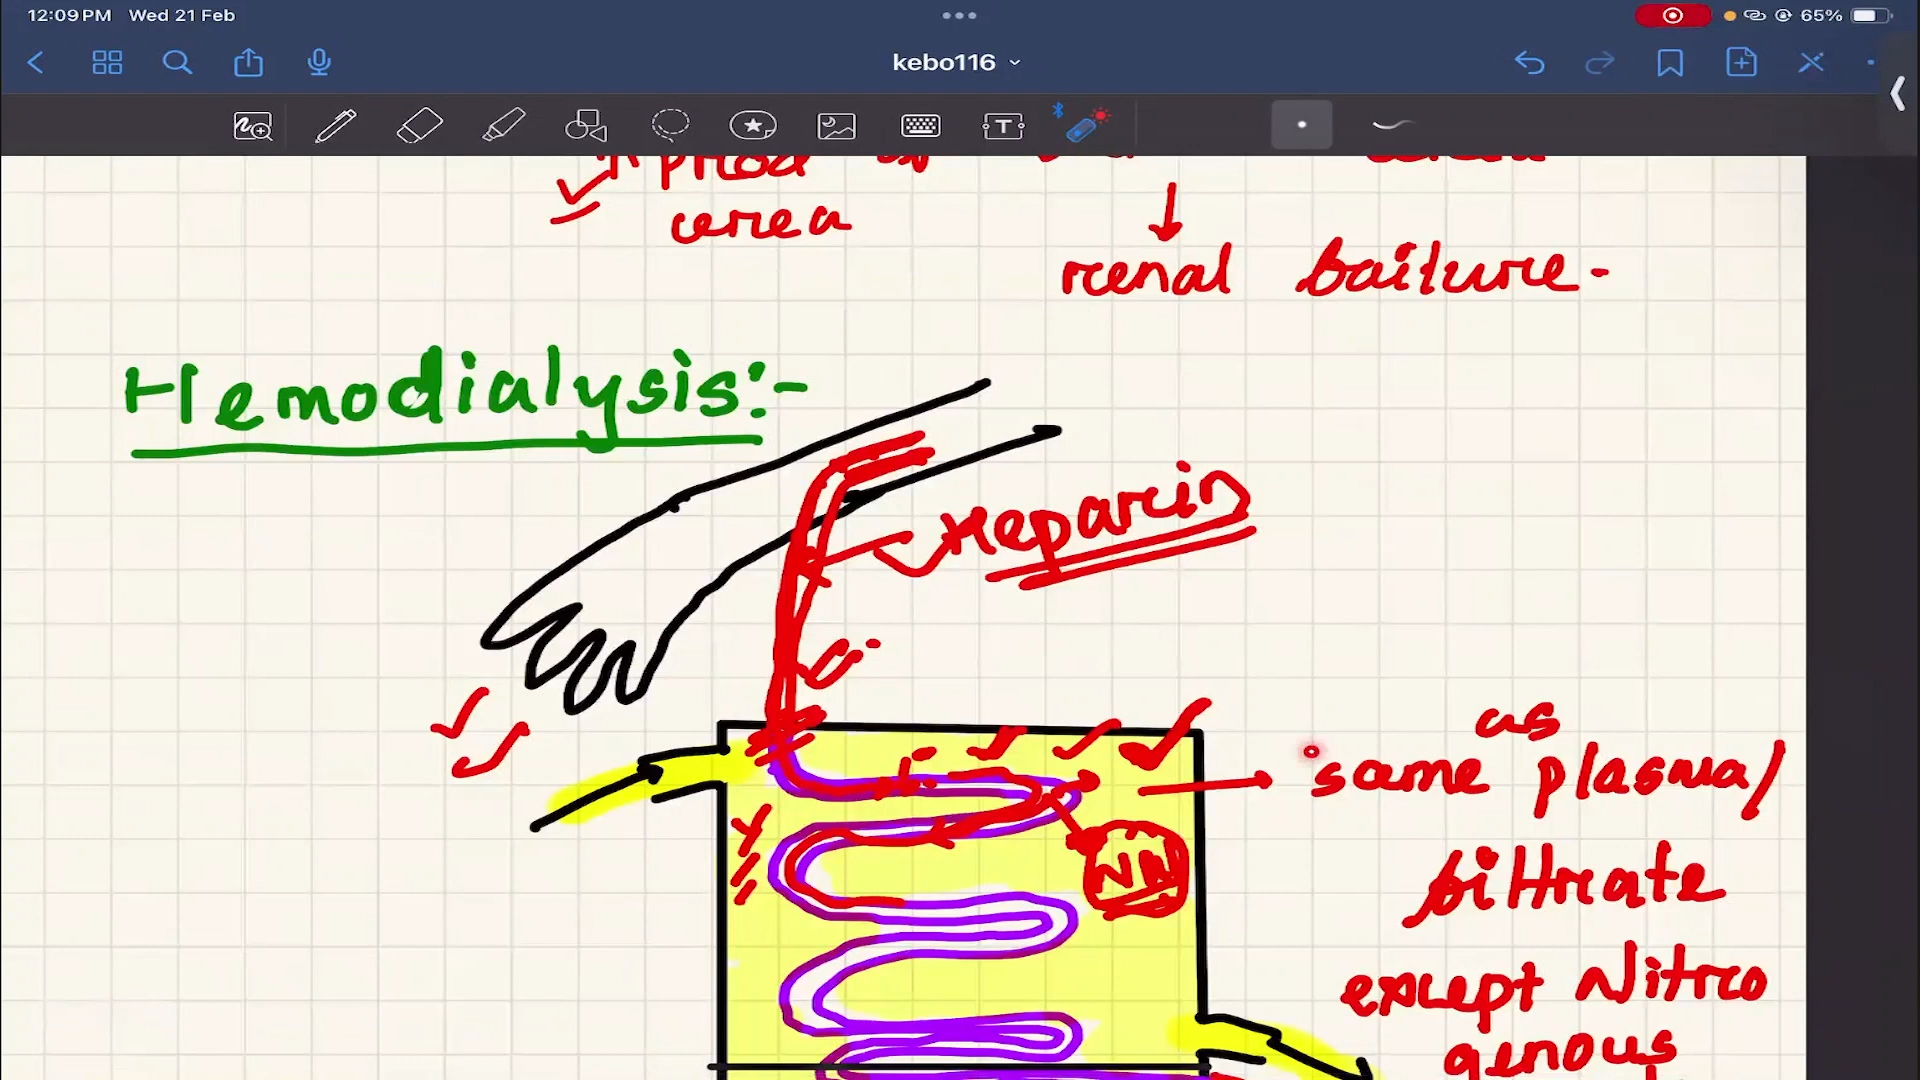 12:09 PM Wed 21 Feb
65%
kebo116
T
urea
renal failure.
Hemodialysis:-
Heparin
as
same plasma/
filtrate
except Nitro
genous